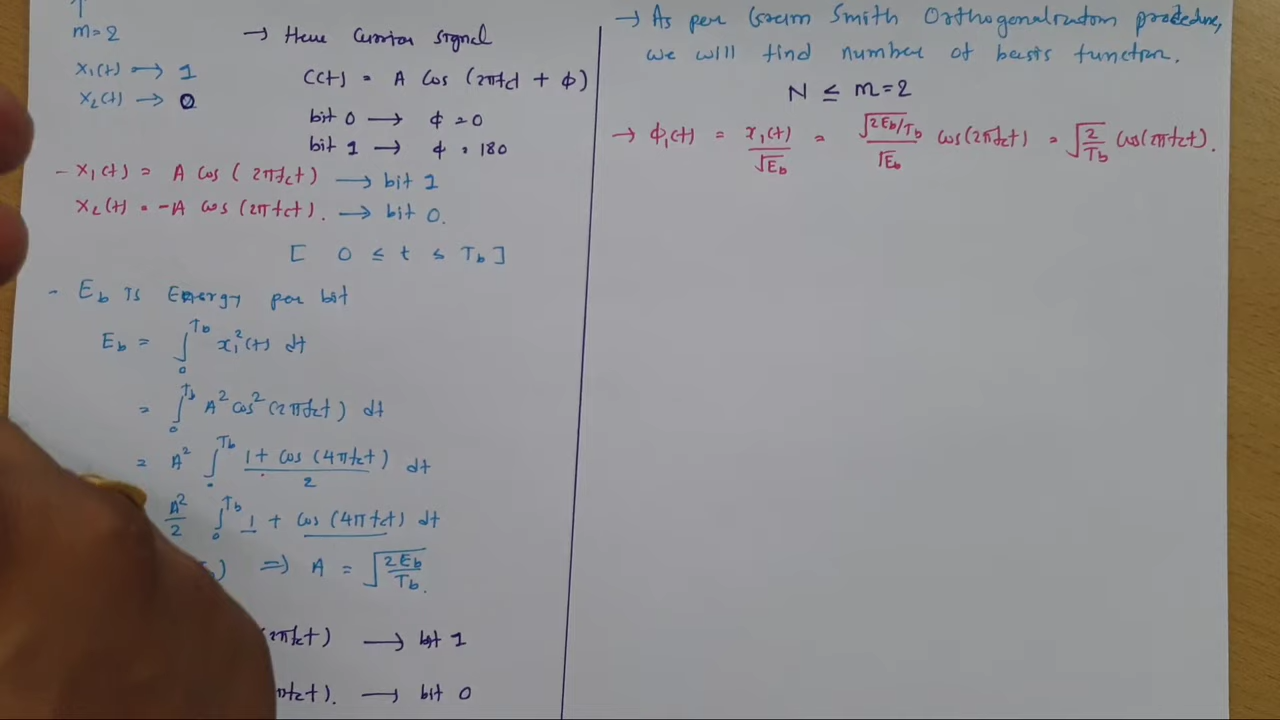 m=2
x₁(t) → 1
x₂(t) → 0
→ Here Carrior signal
C(t) = A Cos (2πfct + φ)
bit 0 → φ = 0
bit 1 → φ = 180
- x₁(t) = A Cos (2πfct) → bit 1
x₂(t) = -A cos (2πfct). → bit 0.
[ 0 ≤ t ≤ Tb ]
- Eb is Energy per bit
Eb = ∫₀^Tb x₁²(t) dt
= ∫₀^Tb A² cos² (2πfct) dt
= A² ∫₀^Tb (1 + cos (4πfct))/2 dt
A²/2 ∫₀^Tb 1 + cos (4πfct) dt
) ⇒ A = √(2Eb/Tb).
(2πfct) → bit 1
πfct). → bit 0
→ As per Gram Smith Orthogonalization procedure,
we will find number of basis function.
N ≤ m=2
→ φ₁(t) = x₁(t)/√Eb = √(2Eb/Tb)/√Eb cos(2πfct) = √(2/Tb) cos(πfct).